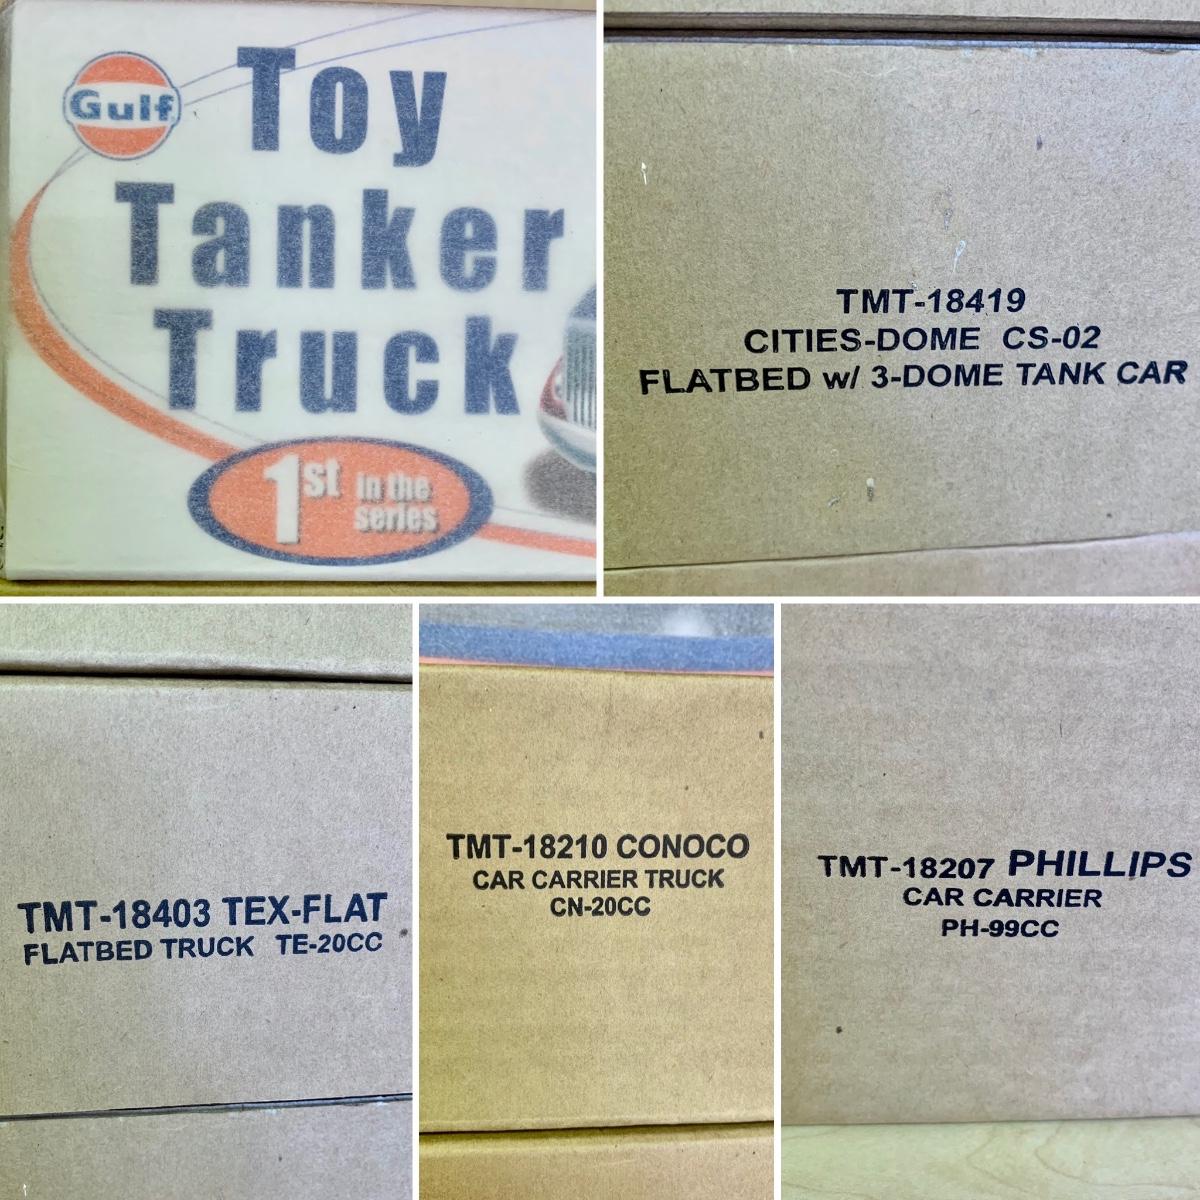 Gulf
Toy
Tanker
Truck
1st in the
series
TMT-18419
CITIES-DOME CS-02
FLATBED w/ 3-DOME TANK CAR
TMT-18403 TEX-FLAT
FLATBED TRUCK TE-20CC
TMT-18210 CONOCO
CAR CARRIER TRUCK
CN-20CC
TMT-18207 PHILLIPS
CAR CARRIER
PH-99CC